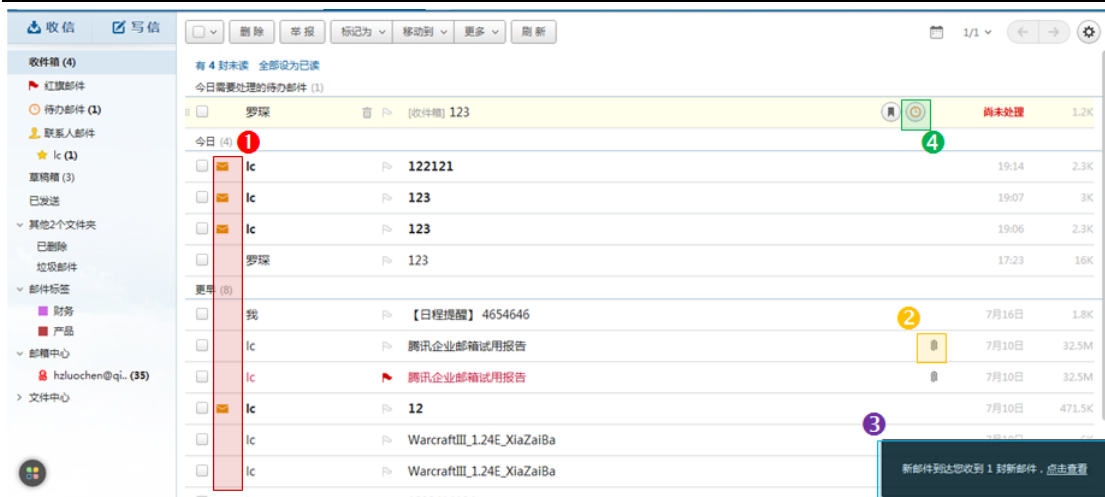 收信 写信
删 除 举 报 标记为 移动到 更多 刷 新 1/1
收件箱 (4)
有 4 封未读 全部设为已读
红旗邮件
今日需要处理的待办邮件 (1)
待办邮件 (1)
罗琛 [收件箱] 123 尚未处理 1.2K
联系人邮件
今日 (4) 1 4
lc (1)
lc 122121 19:14 2.3K
草稿箱 (3)
已发送
lc 123 19:07 3K
其他2个文件夹
lc 123 19:06 2.3K
已删除
垃圾邮件
罗琛 123 17:23 16K
邮件标签
更早 (8)
财务
我 【日程提醒】 4654646 2 7月16日 1.8K
产品
邮箱中心
lc 腾讯企业邮箱试用报告 7月10日 32.5M
hzluochen@qi.. (35)
lc 腾讯企业邮箱试用报告 7月10日 32.5M
文件中心
lc 12 7月10日 471.5K
3
lc WarcraftIII_1.24E_XiaZaiBa
lc WarcraftIII_1.24E_XiaZaiBa
新邮件到达您收到 1 封新邮件，点击查看